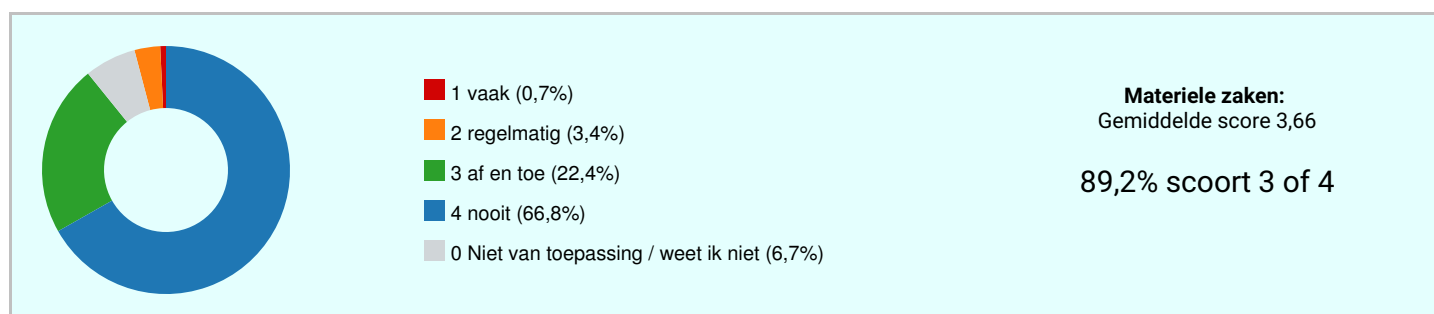 1 vaak (0,7%)
2 regelmatig (3,4%)
3 af en toe (22,4%)
4 nooit (66,8%)
0 Niet van toepassing / weet ik niet (6,7%)
Materiele zaken:
Gemiddelde score 3,66
89,2% scoort 3 of 4